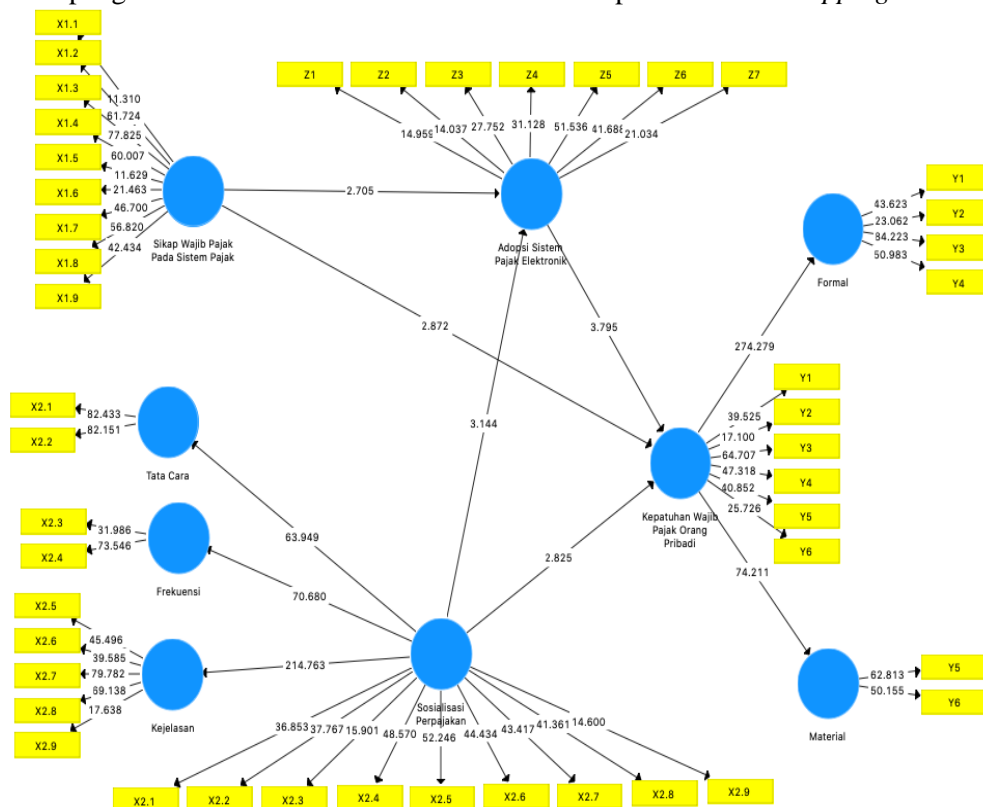 X1.1
X1.2
X1.3
X1.4
X1.5
X1.6
X1.7
X1.8
X1.9
11.310
61.724
77.825
60.007
11.629
21.463
46.700
56.820
42.434
Sikap Wajib Pajak
Pada Sistem Pajak
Z1
Z2
Z3
Z4
Z5
Z6
Z7
14.959
14.037
27.752
31.128
51.536
41.688
21.034
2.705
Adopsi Sistem
Pajak Elektronik
2.872
3.795
3.144
Y1
Y2
Y3
Y4
43.623
23.062
84.223
50.983
Formal
274.279
Y1
Y2
Y3
Y4
Y5
Y6
39.525
17.100
64.707
47.318
40.852
25.726
Kepatuhan Wajib
Pajak Orang
Pribadi
74.211
2.825
X2.1
X2.2
82.433
82.151
Tata Cara
63.949
X2.3
X2.4
31.986
73.546
Frekuensi
70.680
X2.5
X2.6
X2.7
X2.8
X2.9
45.496
39.585
79.782
69.138
17.638
Kejelasan
214.763
Sosialisasi
Perpajakan
36.853
37.767
15.901
48.570
52.246
44.434
43.417
41.361
14.600
X2.1
X2.2
X2.3
X2.4
X2.5
X2.6
X2.7
X2.8
X2.9
62.813
50.155
Y5
Y6
Material